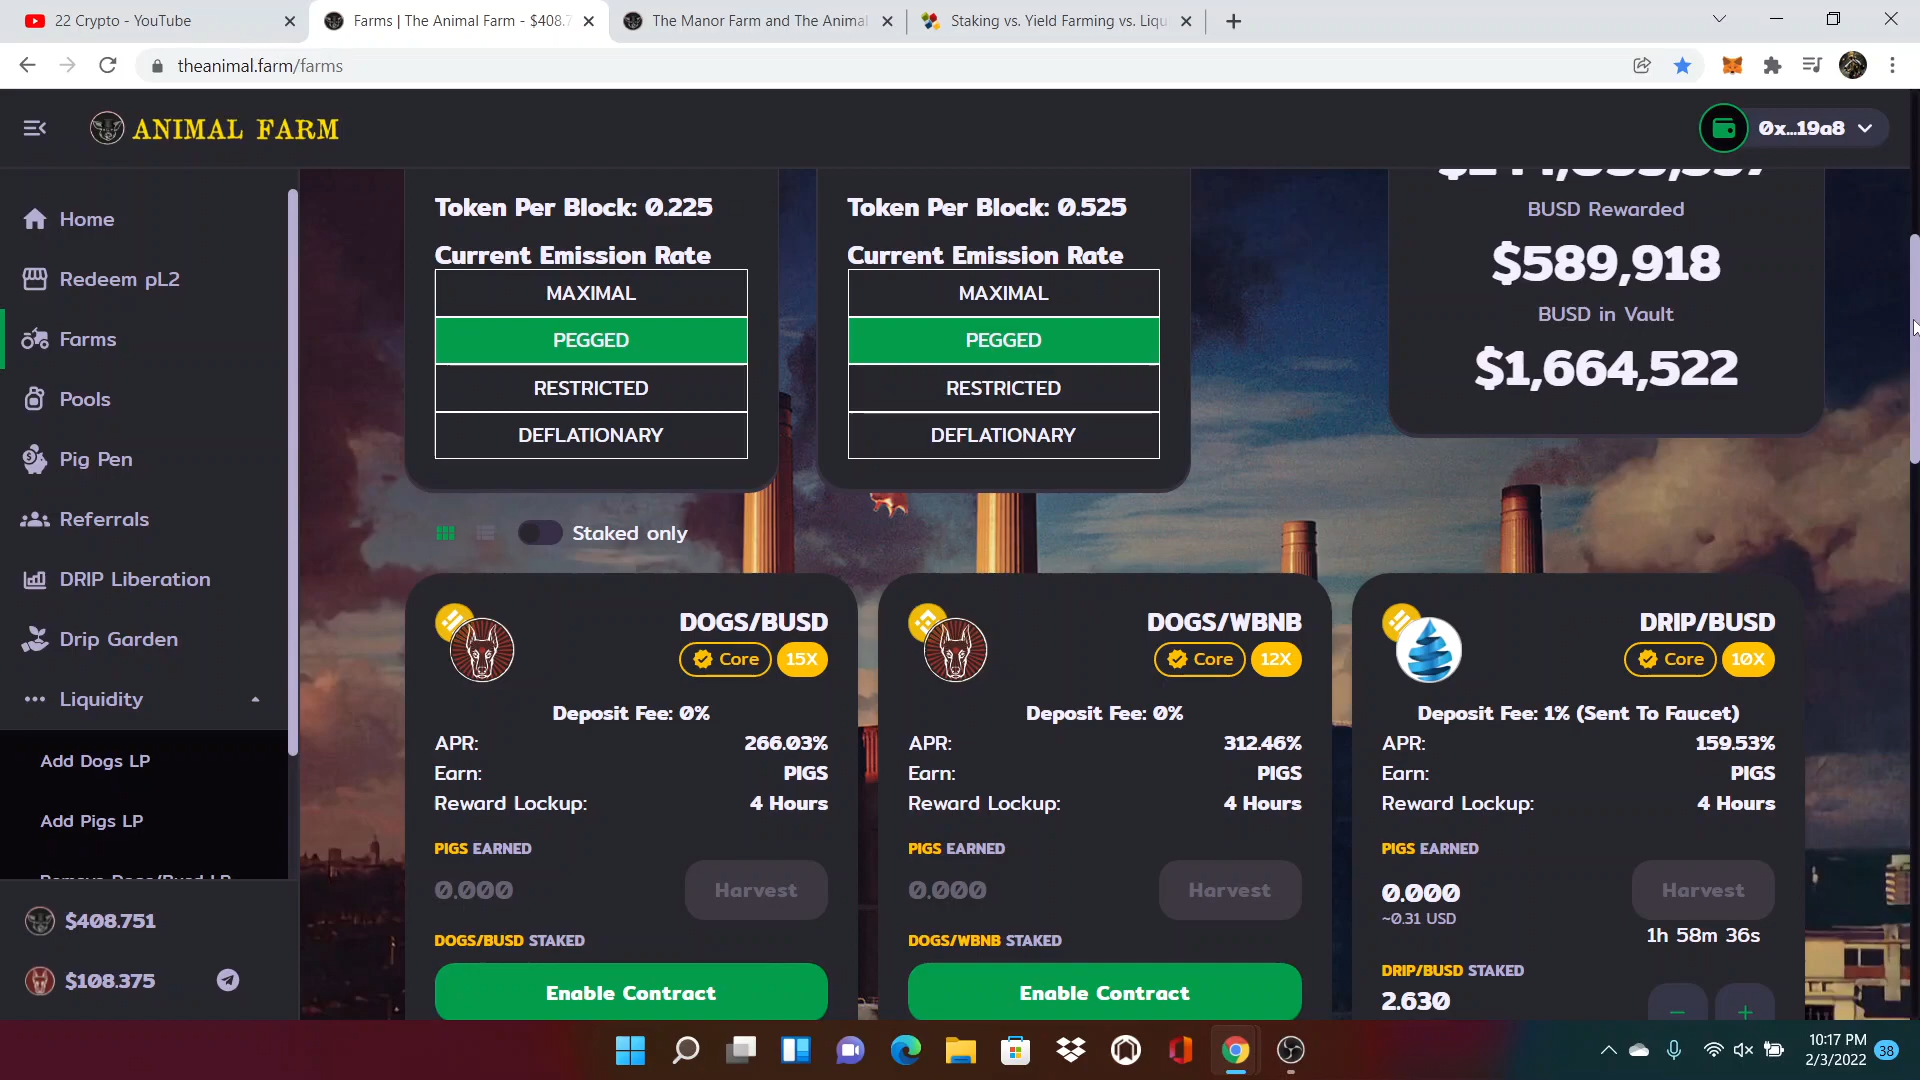 22 Crypto - YouTube
Farms | The Animal Farm - $408.7
The Manor Farm and The Animal
Staking vs. Yield Farming vs. Liqu
theanimal.farm/farms
ANIMAL FARM
0x...19a8
Home
Redeem pL2
Farms
Pools
Pig Pen
Referrals
DRIP Liberation
Drip Garden
Liquidity
Add Dogs LP
Add Pigs LP
Remove Dogs/Busd LP
$408.751
$108.375
Token Per Block: 0.225
Current Emission Rate
MAXIMAL
PEGGED
RESTRICTED
DEFLATIONARY
Token Per Block: 0.525
Current Emission Rate
MAXIMAL
PEGGED
RESTRICTED
DEFLATIONARY
BUSD Rewarded
$589,918
BUSD in Vault
$1,664,522
Staked only
DOGS/BUSD
Core 15X
Deposit Fee: 0%
APR: 266.03%
Earn: PIGS
Reward Lockup: 4 Hours
PIGS EARNED
0.000
Harvest
DOGS/BUSD STAKED
Enable Contract
DOGS/WBNB
Core 12X
Deposit Fee: 0%
APR: 312.46%
Earn: PIGS
Reward Lockup: 4 Hours
PIGS EARNED
0.000
Harvest
DOGS/WBNB STAKED
Enable Contract
DRIP/BUSD
Core 10X
Deposit Fee: 1% (Sent To Faucet)
APR: 159.53%
Earn: PIGS
Reward Lockup: 4 Hours
PIGS EARNED
0.000
~0.31 USD
Harvest
1h 58m 36s
DRIP/BUSD STAKED
2.630
10:17 PM
2/3/2022
38